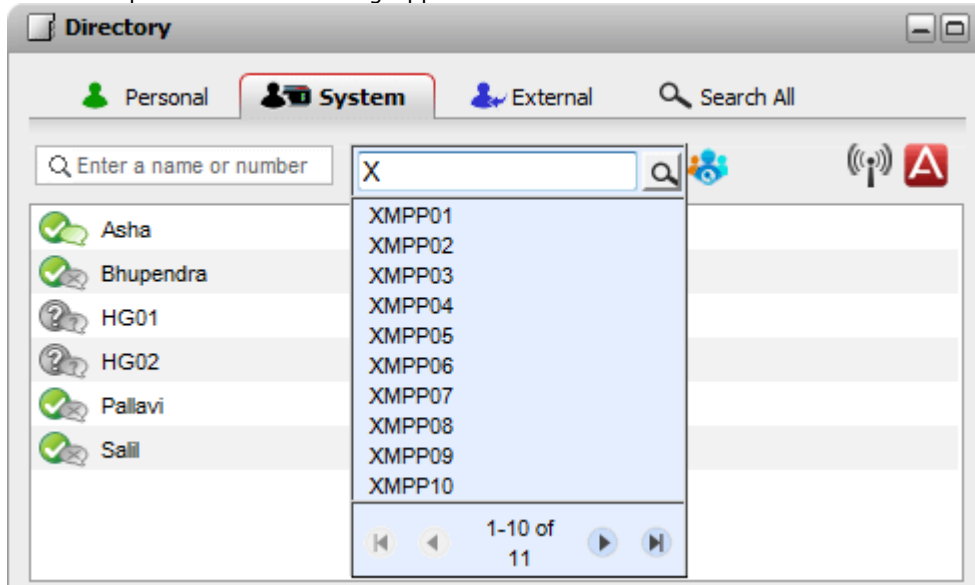 Directory
Personal System External Search All
Enter a name or number X
XMPP01
XMPP02
XMPP03
XMPP04
XMPP05
XMPP06
XMPP07
XMPP08
XMPP09
XMPP10
1-10 of
11
Asha
Bhupendra
HG01
HG02
Pallavi
Salil